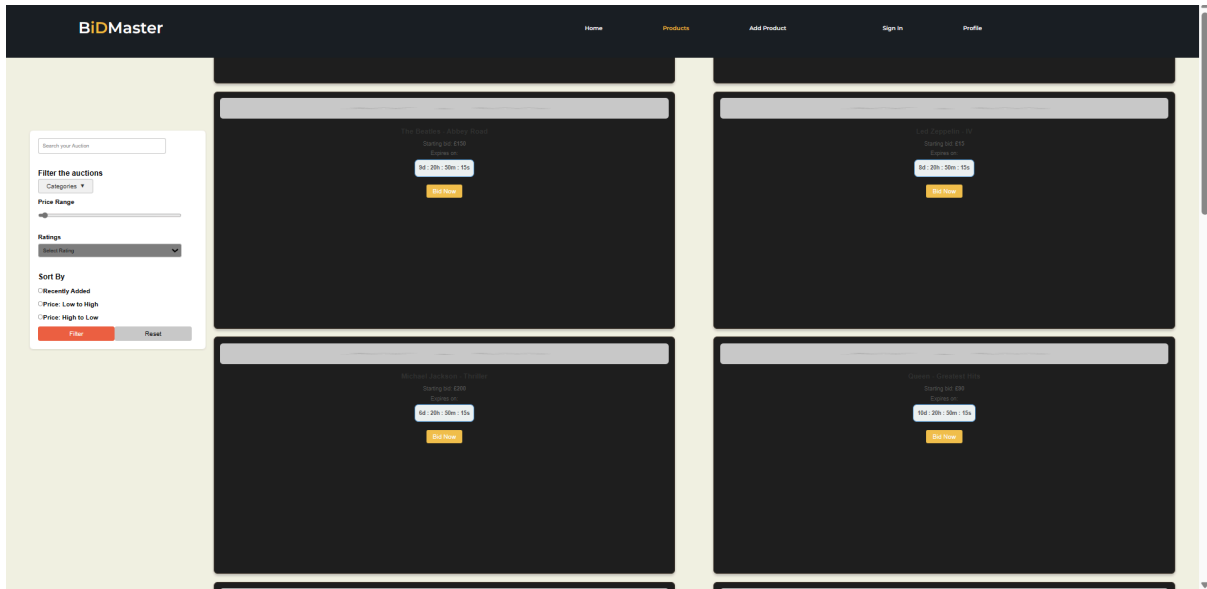 BiDMaster
Home Products Add Product Sign In Profile
Search your Auction
Filter the auctions
Categories ▼
Price Range
Ratings
Select Rating
Sort By
Recently Added
Price: Low to High
Price: High to Low
Filter Reset
The Beatles - Abbey Road
Starting bid: £150
Expires on:
9d : 20h : 50m : 15s
Bid Now
Led Zeppelin - IV
Starting bid:
Expires on:
8d : 20h : 50m : 15s
Bid Now
Michael Jackson - Thriller
Starting bid: £200
Expires on:
6d : 20h : 50m : 15s
Bid Now
Queen - Greatest Hits
Starting bid:
Expires on:
10d : 20h : 50m : 15s
Bid Now